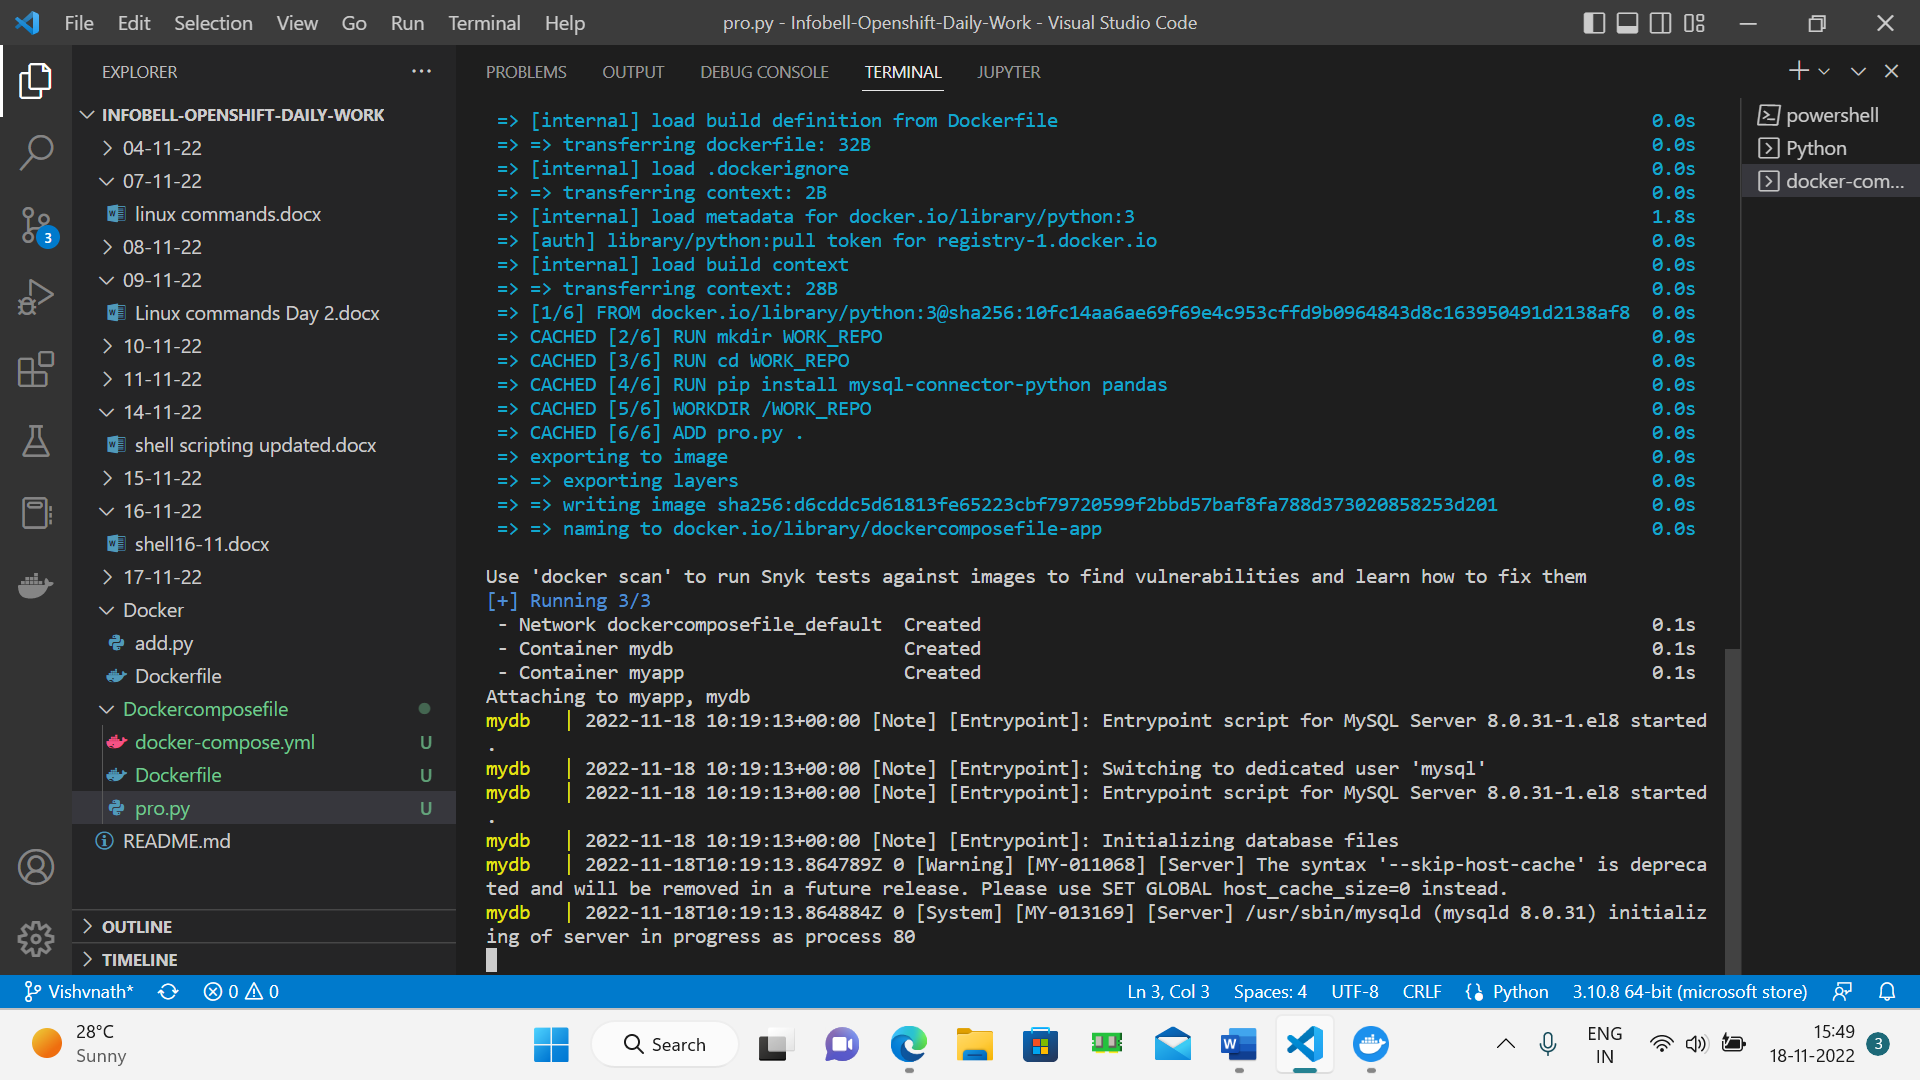 File Edit Selection View Go Run Terminal Help
pro.py - Infobell-Openshift-Daily-Work - Visual Studio Code
EXPLORER
INFOBELL-OPENSHIFT-DAILY-WORK
04-11-22
07-11-22
linux commands.docx
08-11-22
09-11-22
Linux commands Day 2.docx
10-11-22
11-11-22
14-11-22
shell scripting updated.docx
15-11-22
16-11-22
shell16-11.docx
17-11-22
Docker
add.py
Dockerfile
Dockercomposefile
docker-compose.yml U
Dockerfile U
pro.py U
README.md
OUTLINE
TIMELINE
3
PROBLEMS OUTPUT DEBUG CONSOLE TERMINAL JUPYTER
=> [internal] load build definition from Dockerfile 0.0s
=> => transferring dockerfile: 32B 0.0s
=> [internal] load .dockerignore 0.0s
=> => transferring context: 2B 0.0s
=> [internal] load metadata for docker.io/library/python:3 1.8s
=> [auth] library/python:pull token for registry-1.docker.io 0.0s
=> [internal] load build context 0.0s
=> => transferring context: 28B 0.0s
=> [1/6] FROM docker.io/library/python:3@sha256:10fc14aa6ae69f69e4c953cffd9b0964843d8c163950491d2138af8 0.0s
=> CACHED [2/6] RUN mkdir WORK_REPO 0.0s
=> CACHED [3/6] RUN cd WORK_REPO 0.0s
=> CACHED [4/6] RUN pip install mysql-connector-python pandas 0.0s
=> CACHED [5/6] WORKDIR /WORK_REPO 0.0s
=> CACHED [6/6] ADD pro.py . 0.0s
=> exporting to image 0.0s
=> => exporting layers 0.0s
=> => writing image sha256:d6cddc5d61813fe65223cbf79720599f2bbd57baf8fa788d373020858253d201 0.0s
=> => naming to docker.io/library/dockercomposefile-app 0.0s
Use 'docker scan' to run Snyk tests against images to find vulnerabilities and learn how to fix them
[+] Running 3/3
- Network dockercomposefile_default Created 0.1s
- Container mydb Created 0.1s
- Container myapp Created 0.1s
Attaching to myapp, mydb
mydb | 2022-11-18 10:19:13+00:00 [Note] [Entrypoint]: Entrypoint script for MySQL Server 8.0.31-1.el8 started
.
mydb | 2022-11-18 10:19:13+00:00 [Note] [Entrypoint]: Switching to dedicated user 'mysql'
mydb | 2022-11-18 10:19:13+00:00 [Note] [Entrypoint]: Entrypoint script for MySQL Server 8.0.31-1.el8 started
.
mydb | 2022-11-18 10:19:13+00:00 [Note] [Entrypoint]: Initializing database files
mydb | 2022-11-18T10:19:13.864789Z 0 [Warning] [MY-011068] [Server] The syntax '--skip-host-cache' is depreca
ted and will be removed in a future release. Please use SET GLOBAL host_cache_size=0 instead.
mydb | 2022-11-18T10:19:13.864884Z 0 [System] [MY-013169] [Server] /usr/sbin/mysqld (mysqld 8.0.31) initializ
ing of server in progress as process 80
powershell
Python
docker-com...
Vishvnath* 0 0
Ln 3, Col 3 Spaces: 4 UTF-8 CRLF Python 3.10.8 64-bit (microsoft store)
28°C
Sunny
Search
ENG
IN
15:49
18-11-2022
3